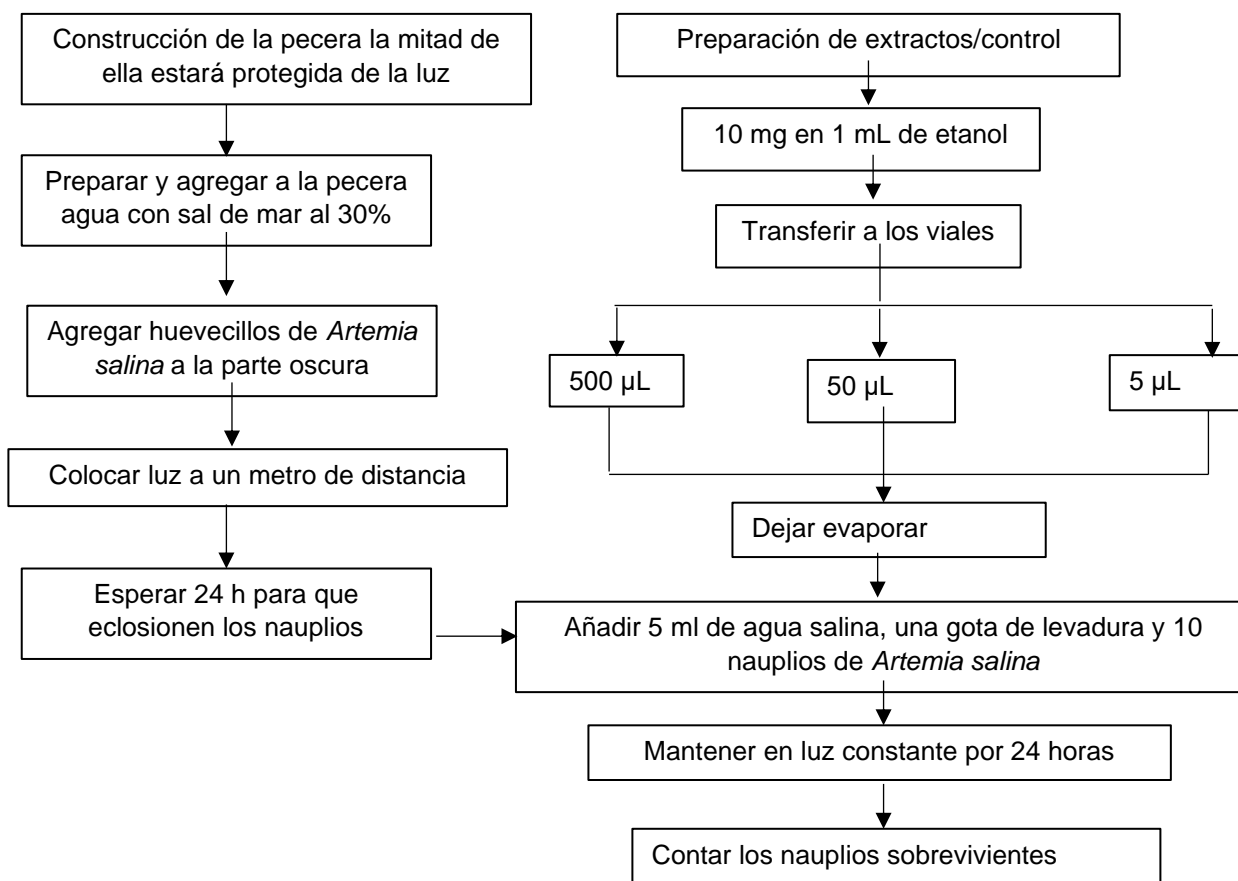 Construcción de la pecera la mitad de
ella estará protegida de la luz
Preparar y agregar a la pecera
agua con sal de mar al 30%
Agregar huevecillos de Artemia
salina a la parte oscura
Colocar luz a un metro de distancia
Esperar 24 h para que
eclosionen los nauplios
Preparación de extractos/control
10 mg en 1 mL de etanol
Transferir a los viales
500 µL
50 µL
5 µL
Dejar evaporar
Añadir 5 ml de agua salina, una gota de levadura y 10
nauplios de Artemia salina
Mantener en luz constante por 24 horas
Contar los nauplios sobrevivientes